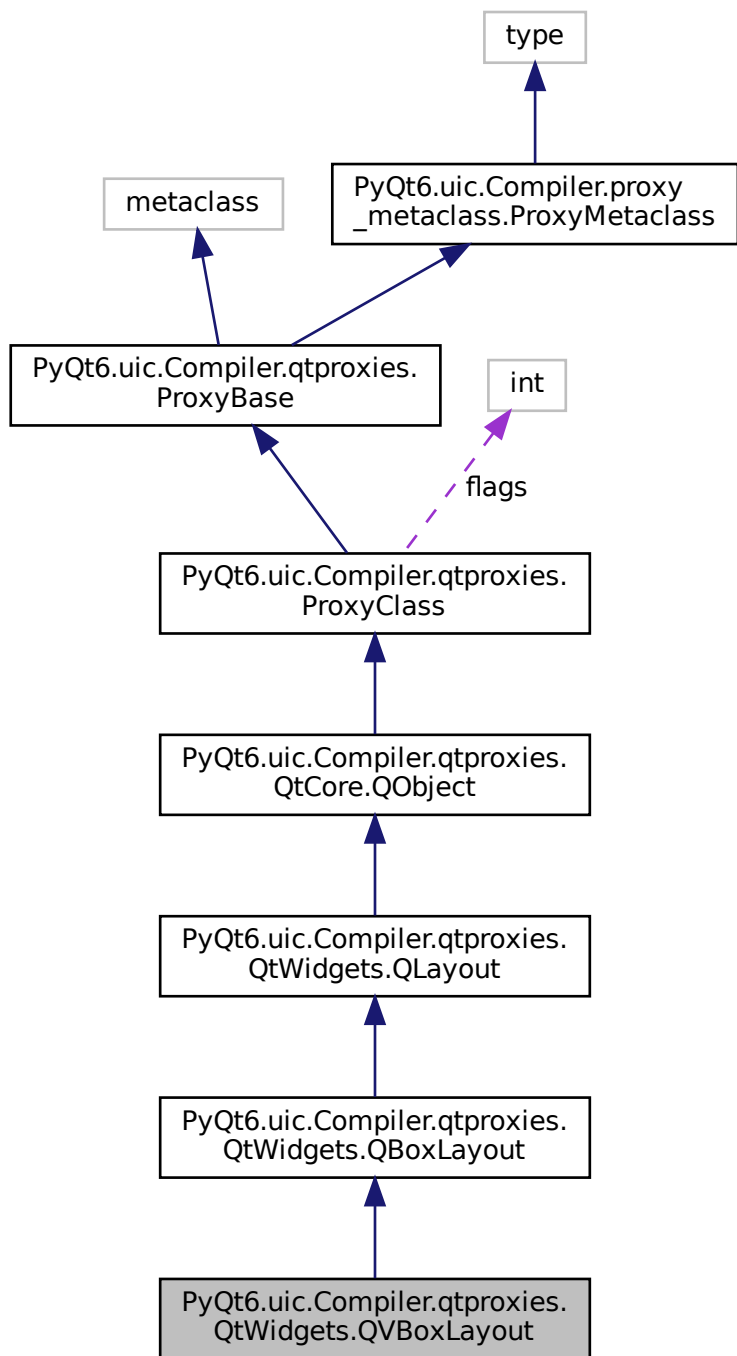 type
PyQt6.uic.Compiler.proxy
_metaclass.ProxyMetaclass
metaclass
PyQt6.uic.Compiler.qtproxies.
ProxyBase
int
flags
PyQt6.uic.Compiler.qtproxies.
ProxyClass
PyQt6.uic.Compiler.qtproxies.
QtCore.QObject
PyQt6.uic.Compiler.qtproxies.
QtWidgets.QLayout
PyQt6.uic.Compiler.qtproxies.
QtWidgets.QBoxLayout
PyQt6.uic.Compiler.qtproxies.
QtWidgets.QVBoxLayout